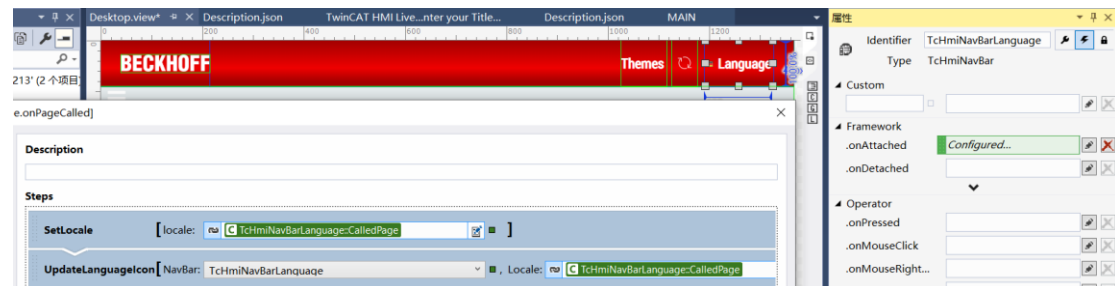 Desktop.view* Description.json TwinCAT HMI Live...nter your Title... Description.json MAIN
属性
0 200 400 600 800 1000 1200
213' (2 个项目
BECKHOFF Themes Language
Identifier TcHmiNavBarLanguage
Type TcHmiNavBar
Custom
Framework
.onAttached Configured...
.onDetached
Operator
.onPressed
.onMouseClick
.onMouseRight...
e.onPageCalled]
Description
Steps
SetLocale [ locale: C TcHmiNavBarLanguage::CalledPage ]
UpdateLanguageIcon [ NavBar: TcHmiNavBarLanguage , Locale: C TcHmiNavBarLanguage::CalledPage